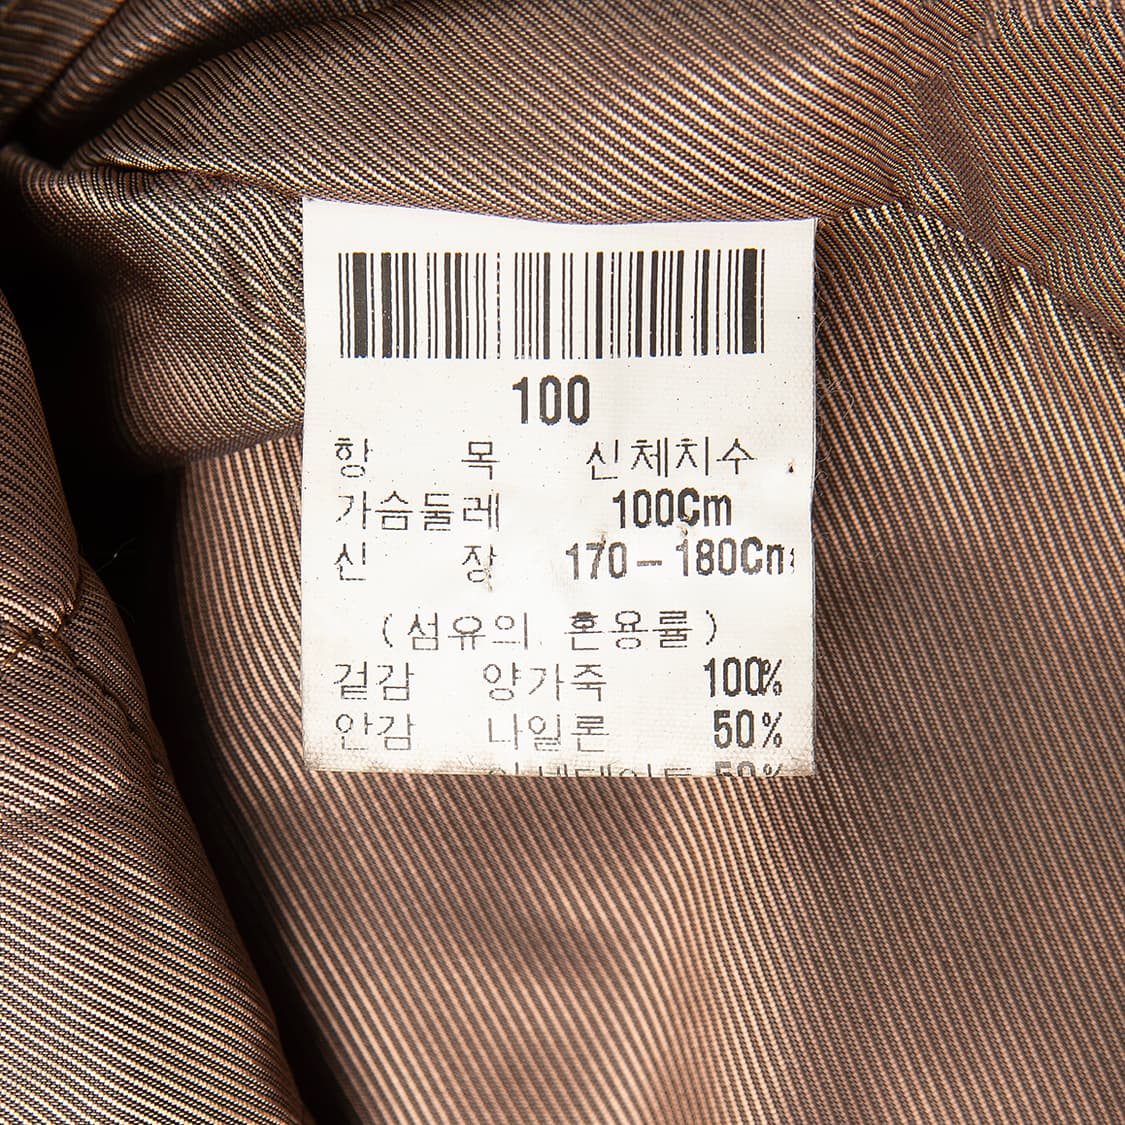 100
항 목 신체치수
가슴둘레 100Cm
신 장 170-180Cm
(섬유의 혼용률)
겉감 양가죽 100%
안감 나일론 50%
50%